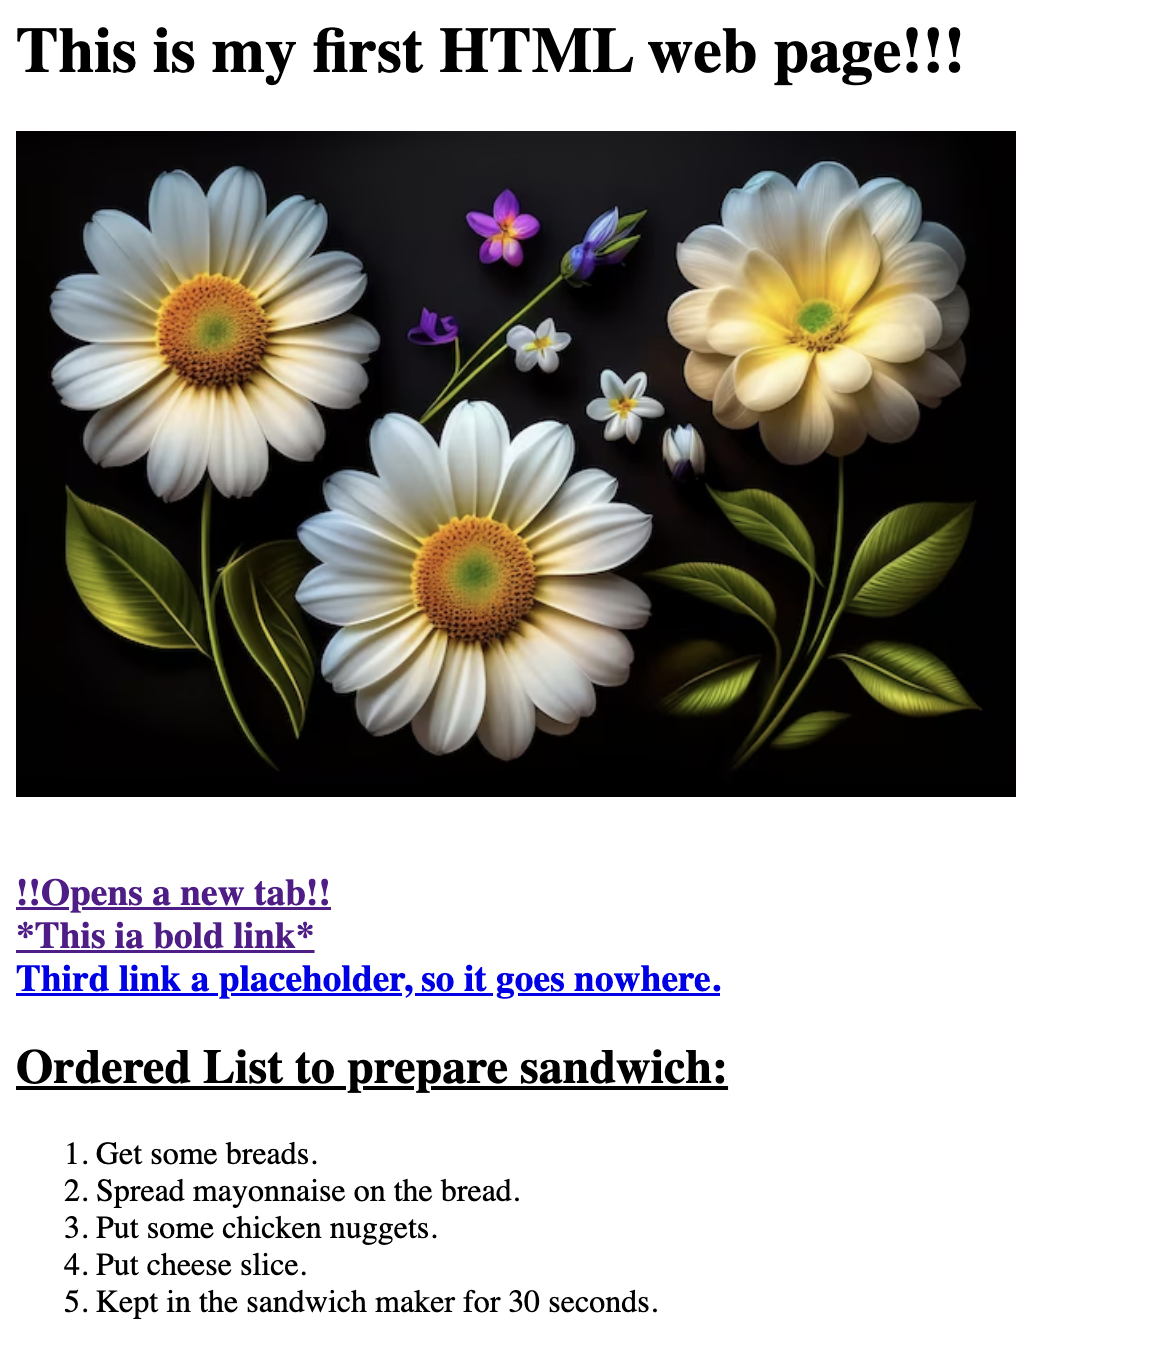 This is my first HTML web page!!!
!!Opens a new tab!!
*This ia bold link*
Third link a placeholder, so it goes nowhere.
Ordered List to prepare sandwich:
1. Get some breads.
2. Spread mayonnaise on the bread.
3. Put some chicken nuggets.
4. Put cheese slice.
5. Kept in the sandwich maker for 30 seconds.